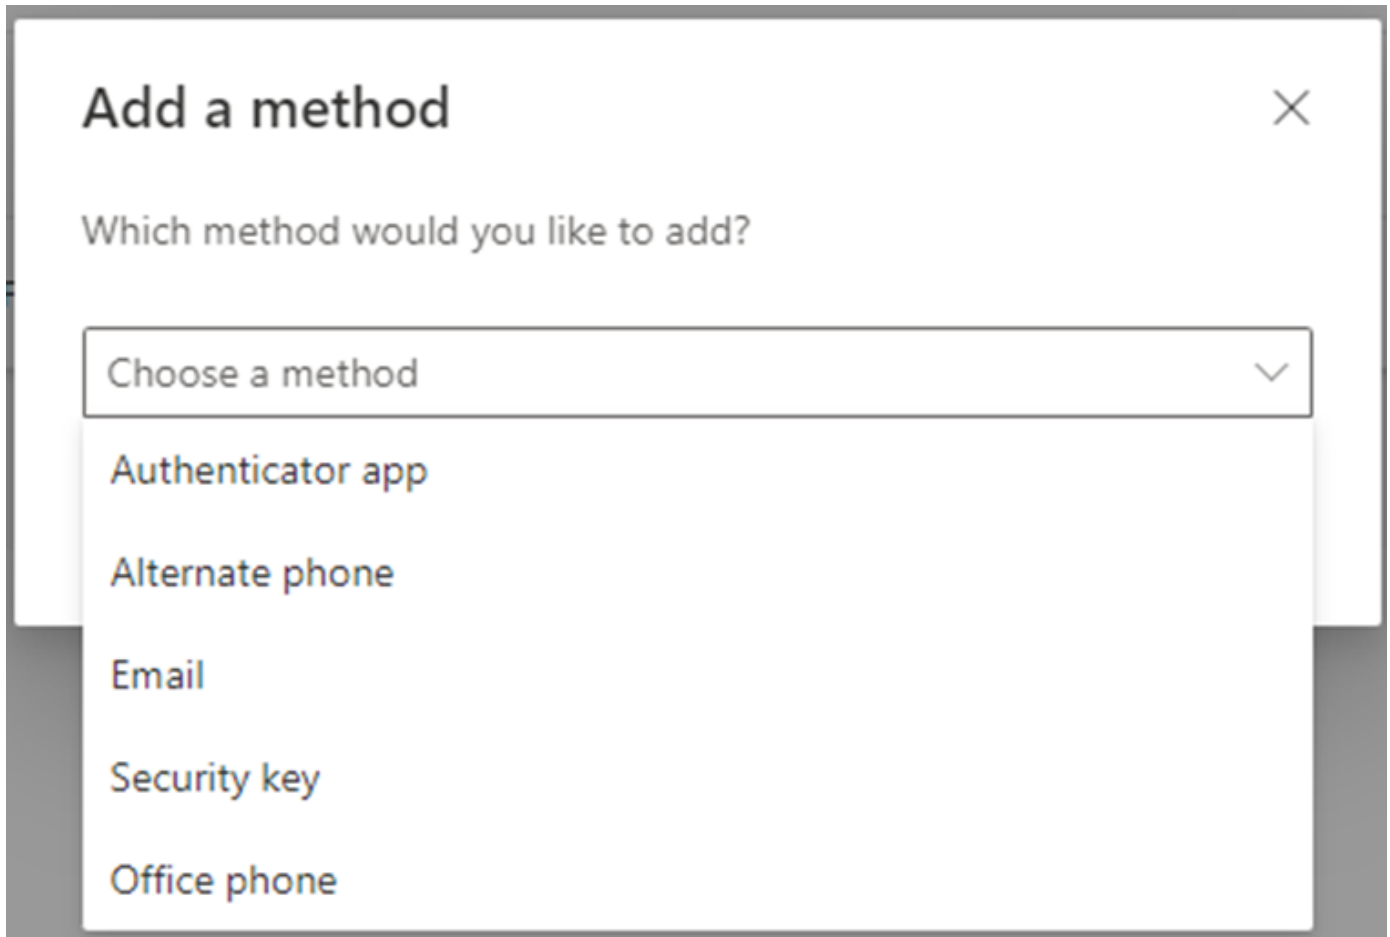 Add a method
Which method would you like to add?
Choose a method
Authenticator app
Alternate phone
Email
Security key
Office phone